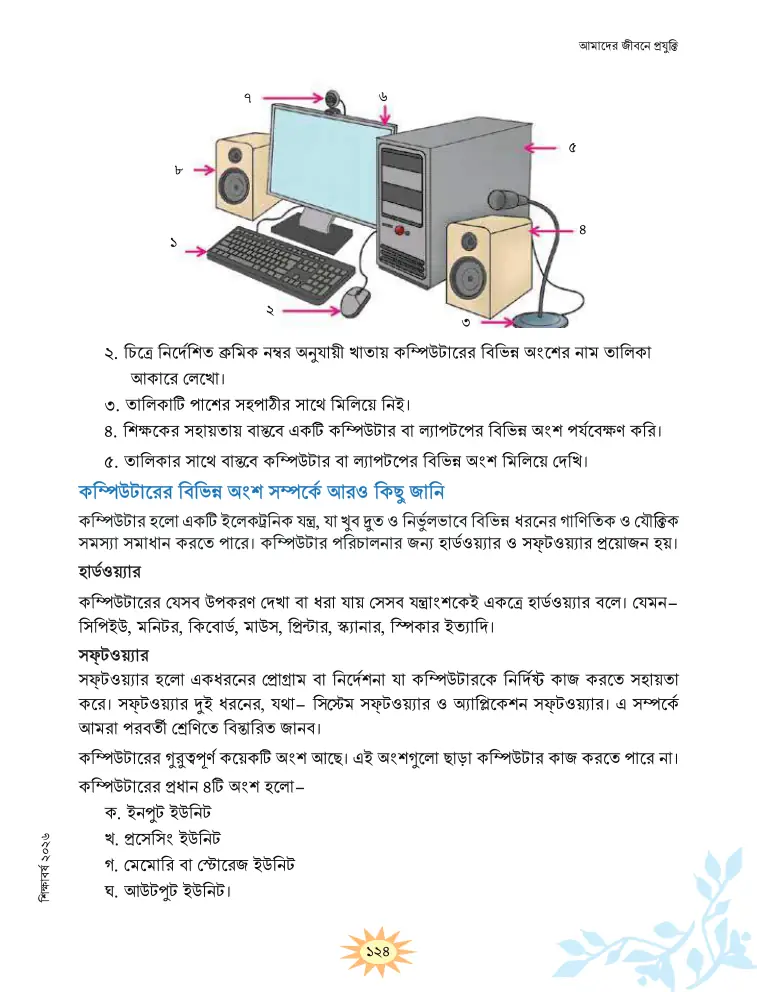 আমাদের জীবনে প্রযুক্তি
৭
৬
৫
৮
৪
১
২
৩
২. চিত্রে নির্দেশিত ক্রমিক নম্বর অনুযায়ী খাতায় কম্পিউটারের বিভিন্ন অংশের নাম তালিকা
আকারে লেখো।
৩. তালিকাটি পাশের সহপাঠীর সাথে মিলিয়ে নিই।
৪. শিক্ষকের সহায়তায় বাস্তবে একটি কম্পিউটার বা ল্যাপটপের বিভিন্ন অংশ পর্যবেক্ষণ করি।
৫. তালিকার সাথে বাস্তবে কম্পিউটার বা ল্যাপটপের বিভিন্ন অংশ মিলিয়ে দেখি।
কম্পিউটারের বিভিন্ন অংশ সম্পর্কে আরও কিছু জানি
কম্পিউটার হলো একটি ইলেকট্রনিক যন্ত্র, যা খুব দ্রুত ও নির্ভুলভাবে বিভিন্ন ধরনের গাণিতিক ও যৌক্তিক
সমস্যা সমাধান করতে পারে। কম্পিউটার পরিচালনার জন্য হার্ডওয়্যার ও সফ্‌টওয়্যার প্রয়োজন হয়।
হার্ডওয়্যার
কম্পিউটারের যেসব উপকরণ দেখা বা ধরা যায় সেসব যন্ত্রাংশকেই একত্রে হার্ডওয়্যার বলে। যেমন–
সিপিইউ, মনিটর, কিবোর্ড, মাউস, প্রিন্টার, স্ক্যানার, স্পিকার ইত্যাদি।
সফ্‌টওয়্যার
সফ্‌টওয়্যার হলো একধরনের প্রোগ্রাম বা নির্দেশনা যা কম্পিউটারকে নির্দিষ্ট কাজ করতে সহায়তা
করে। সফ্‌টওয়্যার দুই ধরনের, যথা– সিস্টেম সফ্‌টওয়্যার ও অ্যাপ্লিকেশন সফ্‌টওয়্যার। এ সম্পর্কে
আমরা পরবর্তী শ্রেণিতে বিস্তারিত জানব।
কম্পিউটারের গুরুত্বপূর্ণ কয়েকটি অংশ আছে। এই অংশগুলো ছাড়া কম্পিউটার কাজ করতে পারে না।
কম্পিউটারের প্রধান ৪টি অংশ হলো–
ক. ইনপুট ইউনিট
খ. প্রসেসিং ইউনিট
গ. মেমোরি বা স্টোরেজ ইউনিট
ঘ. আউটপুট ইউনিট।
শিক্ষাবর্ষ ২০২৬
১২৪